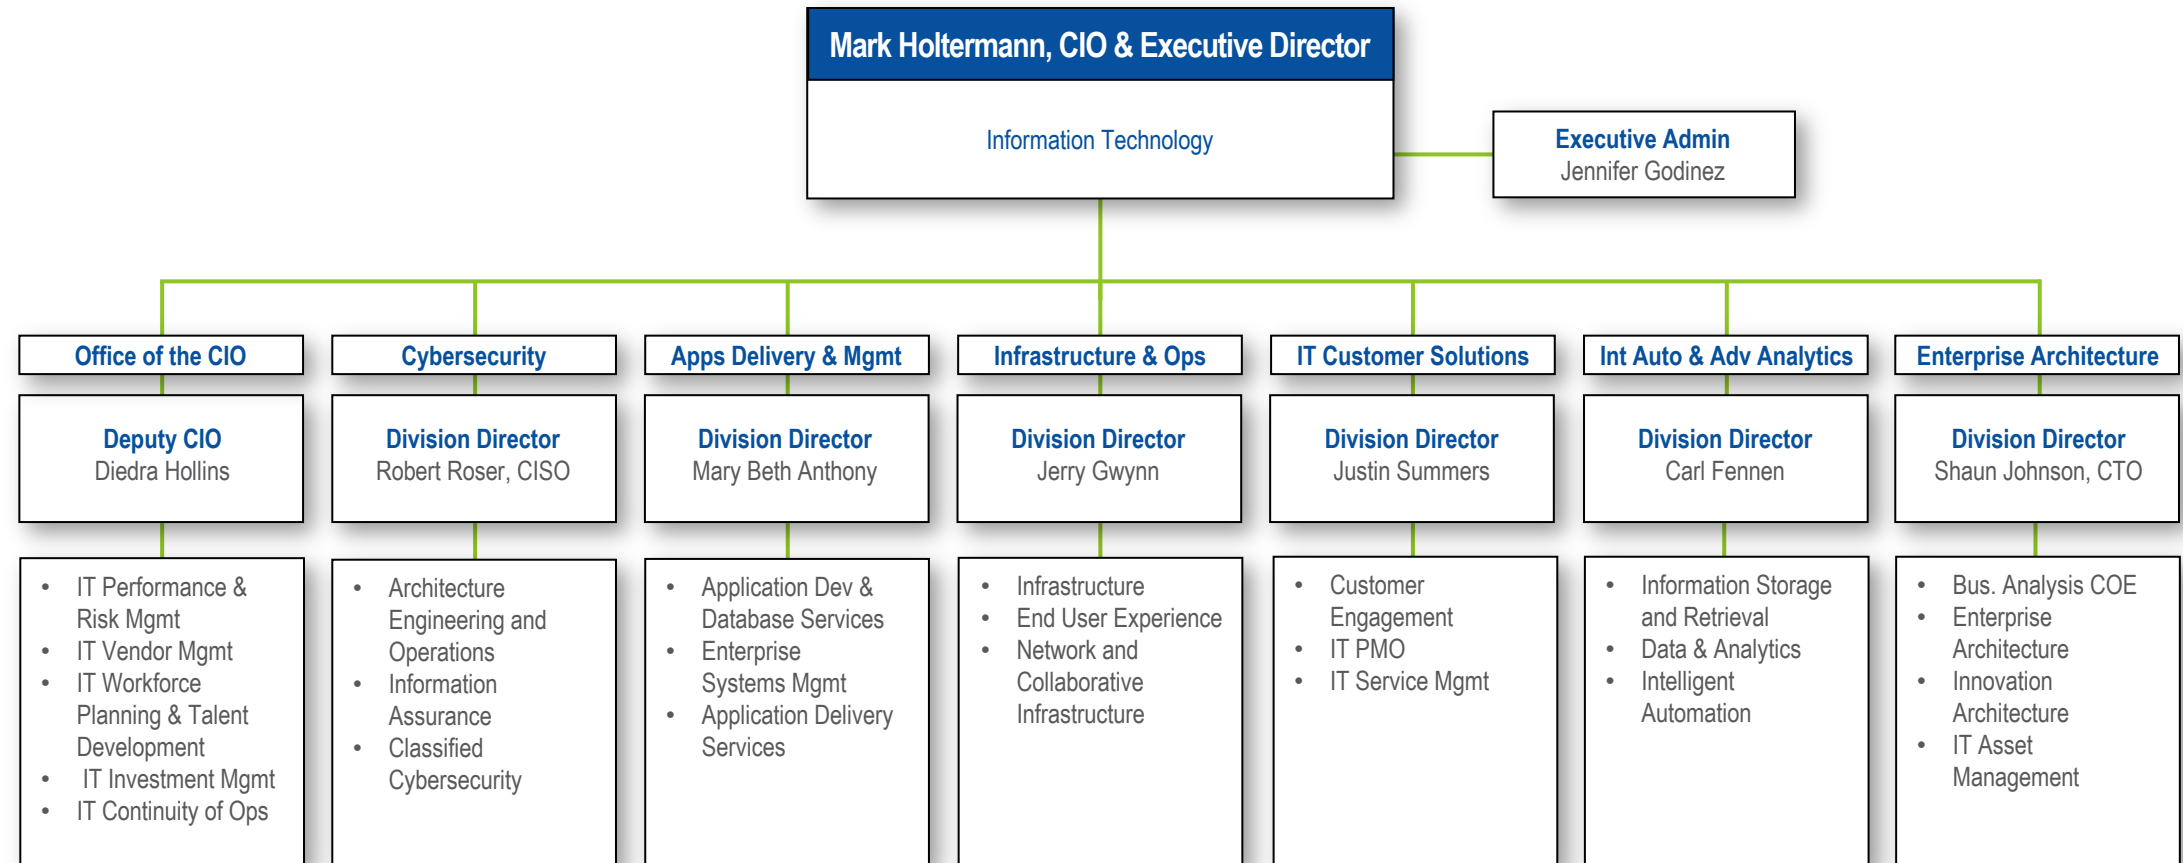 Mark Holtermann, CIO & Executive Director
Information Technology
Executive Admin
Jennifer Godinez
Office of the CIO
Deputy CIO
Diedra Hollins
• IT Performance &
Risk Mgmt
• IT Vendor Mgmt
• IT Workforce
Planning & Talent
Development
• IT Investment Mgmt
• IT Continuity of Ops
Cybersecurity
Division Director
Robert Roser, CISO
• Architecture
Engineering and
Operations
• Information
Assurance
• Classified
Cybersecurity
Apps Delivery & Mgmt
Division Director
Mary Beth Anthony
• Application Dev &
Database Services
• Enterprise
Systems Mgmt
• Application Delivery
Services
Infrastructure & Ops
Division Director
Jerry Gwynn
• Infrastructure
• End User Experience
• Network and
Collaborative
Infrastructure
IT Customer Solutions
Division Director
Justin Summers
• Customer
Engagement
• IT PMO
• IT Service Mgmt
Int Auto & Adv Analytics
Division Director
Carl Fennen
• Information Storage
and Retrieval
• Data & Analytics
• Intelligent
Automation
Enterprise Architecture
Division Director
Shaun Johnson, CTO
• Bus. Analysis COE
• Enterprise
Architecture
• Innovation
Architecture
• IT Asset
Management